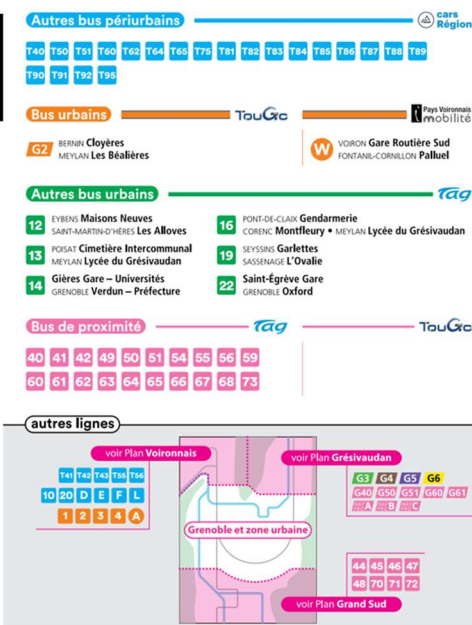 Autres bus périurbains
cars Région
T40 T50 T51 T60 T62 T64 T65 T75 T81 T82 T83 T84 T85 T86 T87 T88 T89
T90 T91 T92 T95
Bus urbains
TouGo
Pays Voironnais mobilité
G2 BERNIN Cloyères
MEYLAN Les Béalières
W VOIRON Gare Routière Sud
FONTANIL-CORNILLON Palluel
Autres bus urbains
Tag
12 EYBENS Maisons Neuves
SAINT-MARTIN-D'HÈRES Les Alloves
16 PONT-DE-CLAIX Gendarmerie
CORENC Montfleury • MEYLAN Lycée du Grésivaudan
13 POISAT Cimetière Intercommunal
MEYLAN Lycée du Grésivaudan
19 SEYSSINS Garlettes
SASSENAGE L'Ovalie
14 Gières Gare – Universités
GRENOBLE Verdun – Préfecture
22 Saint-Égrève Gare
GRENOBLE Oxford
Bus de proximité
Tag
TouGo
40 41 42 49 50 51 54 55 56 59
60 61 62 63 64 65 66 67 68 73
autres lignes
voir Plan Voironnais
T41 T42 T43 T55 T56
10 20 D E F L
1 2 3 4 A
Grenoble et zone urbaine
voir Plan Grésivaudan
G3 G4 G5 G6
G40 G50 G51 G60 G61
A B C
44 45 46 47
48 70 71 72
voir Plan Grand Sud